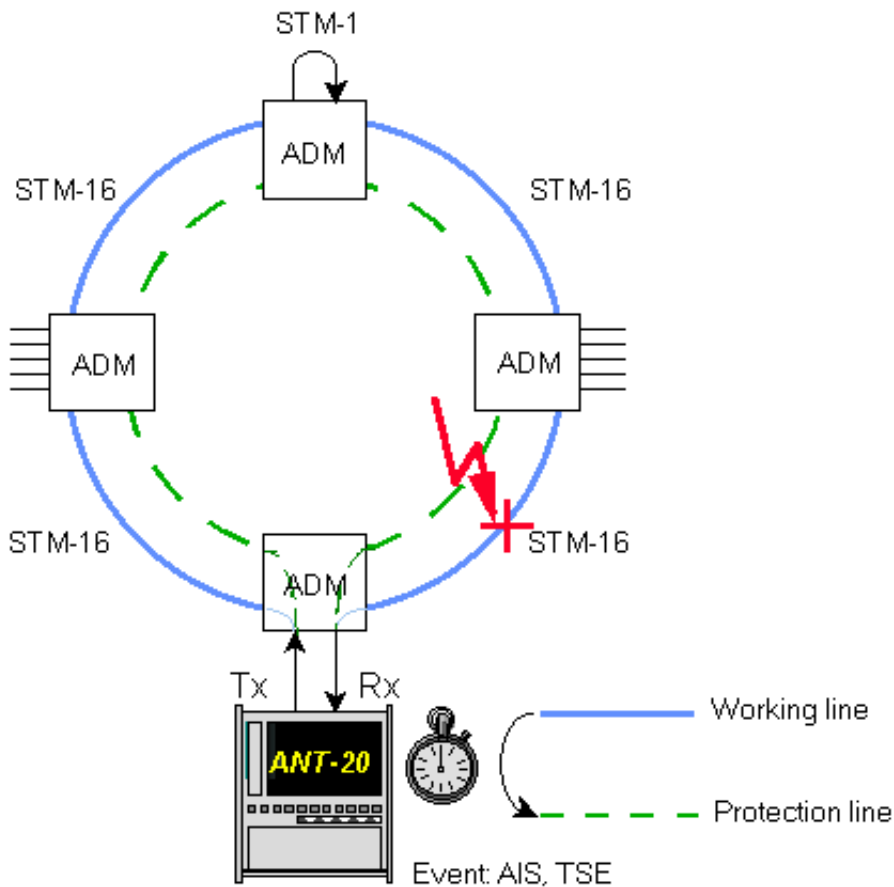 STM-1
ADM
STM-16
STM-16
ADM
ADM
STM-16
STM-16
ADM
Tx
Rx
ANT-20
Working line
Protection line
Event: AIS, TSE